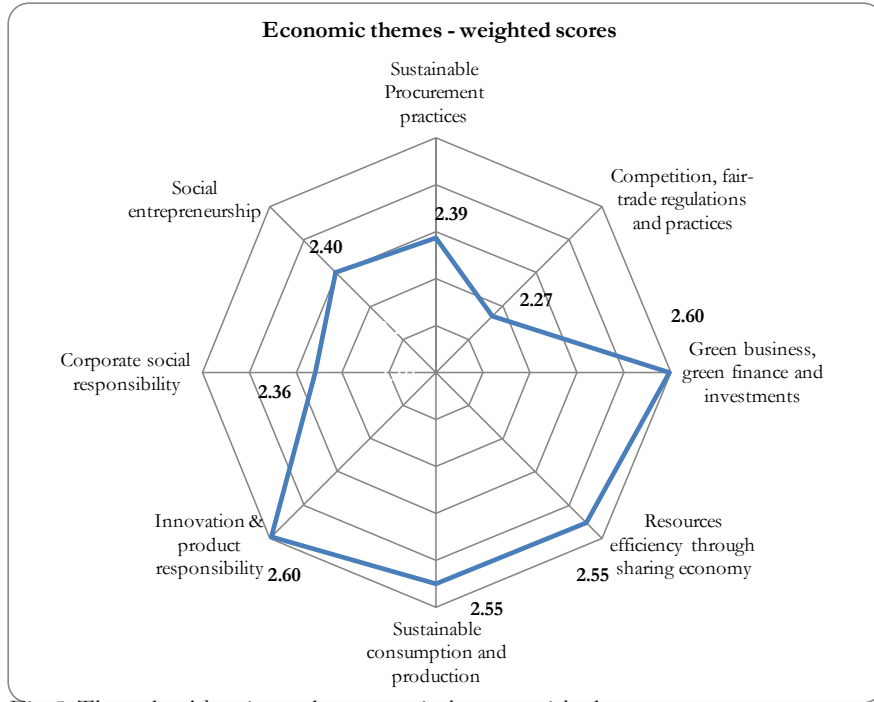 Economic themes - weighted scores
Sustainable
Procurement
practices
Competition, fair-
trade regulations
and practices
Social
entrepreneurship
2.39
2.40
2.27
2.60
Green business,
green finance and
investments
Corporate social
responsibility
2.36
Innovation &
product
responsibility
2.60
Resources
efficiency through
sharing economy
2.55
2.55
Sustainable
consumption and
production